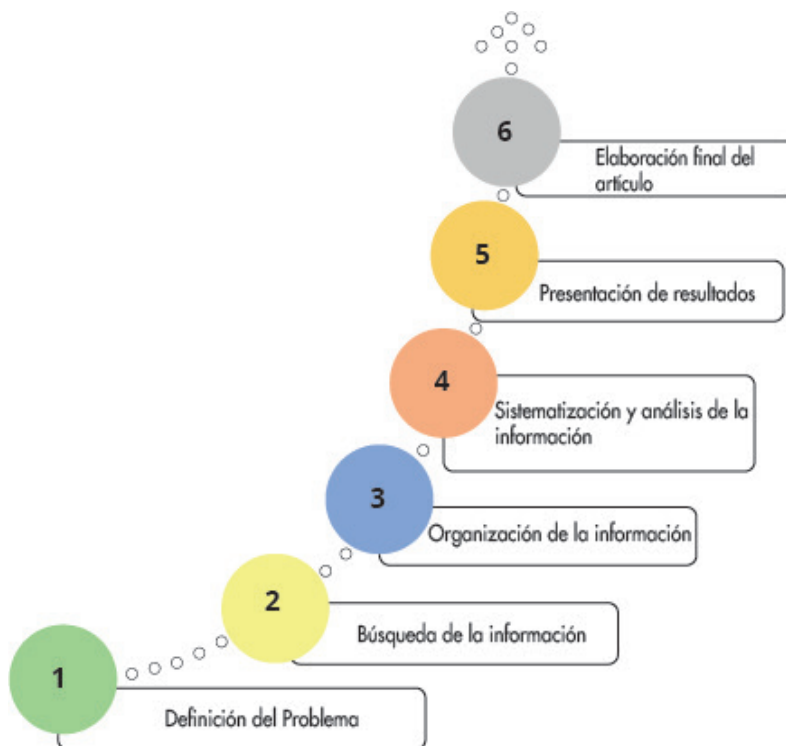 6
Elaboración final del
artículo
5
Presentación de resultados
4
Sistematización y análisis de la
información
3
Organización de la información
2
Búsqueda de la información
1
Definición del Problema